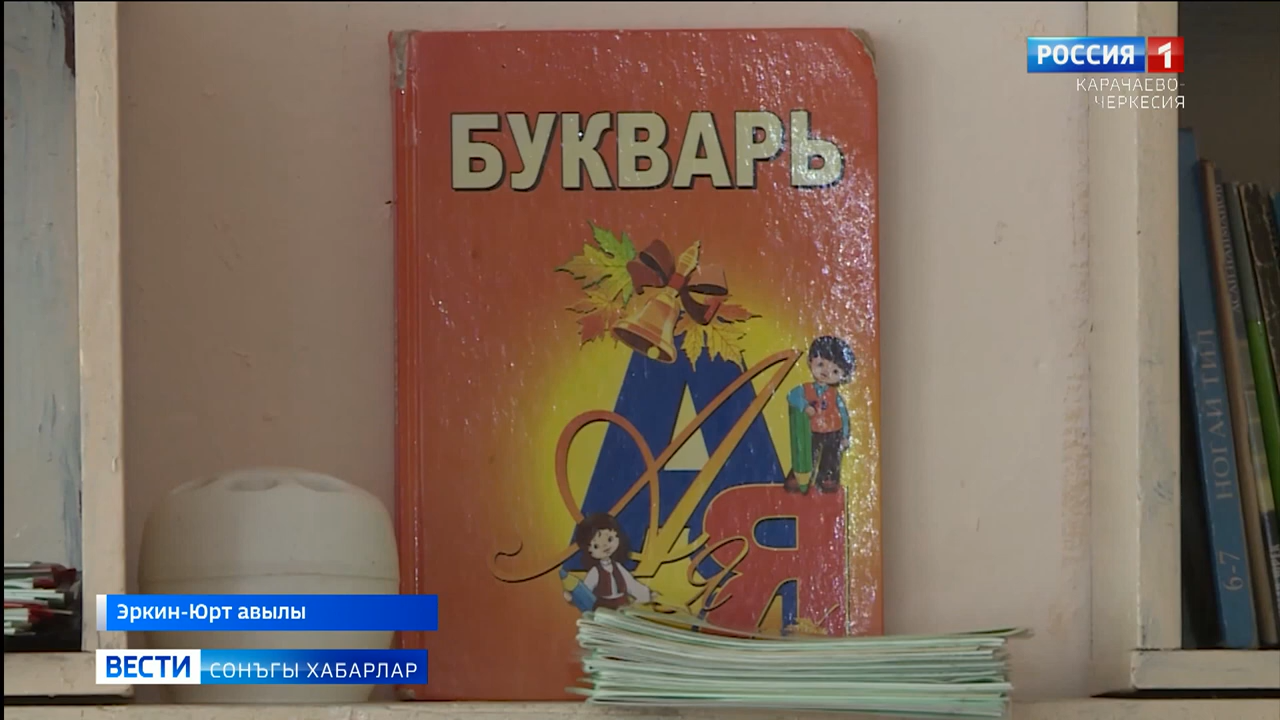 РОССИЯ 1
КАРАЧАЕВО-
ЧЕРКЕСИЯ
БУКВАРЬ
А
Я
НОГАЙ ТИЛ
6-7
Эркин-Юрт авылы
ВЕСТИ СОНЪГЫ ХАБАРЛАР